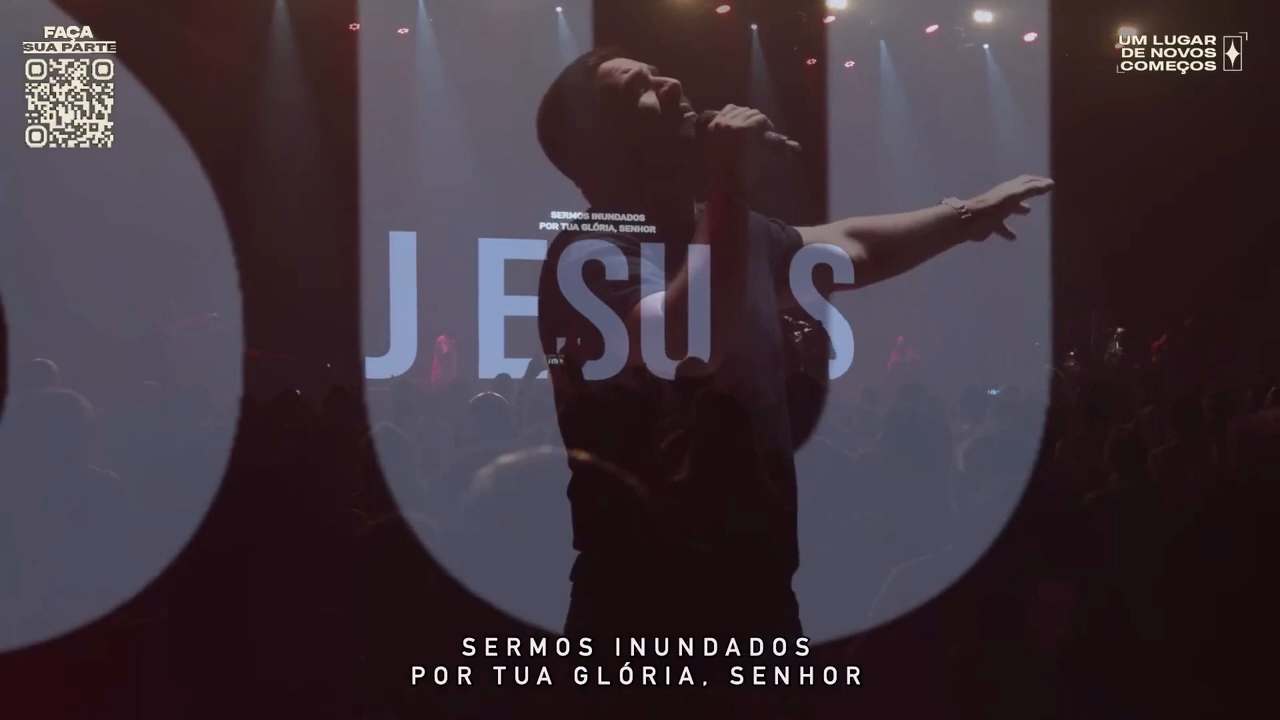 FAÇA
SUA PARTE
UM LUGAR
DE NOVOS
COMEÇOS
SERMOS INUNDADOS
POR TUA GLÓRIA, SENHOR
JESUS
SERMOS INUNDADOS
POR TUA GLÓRIA, SENHOR